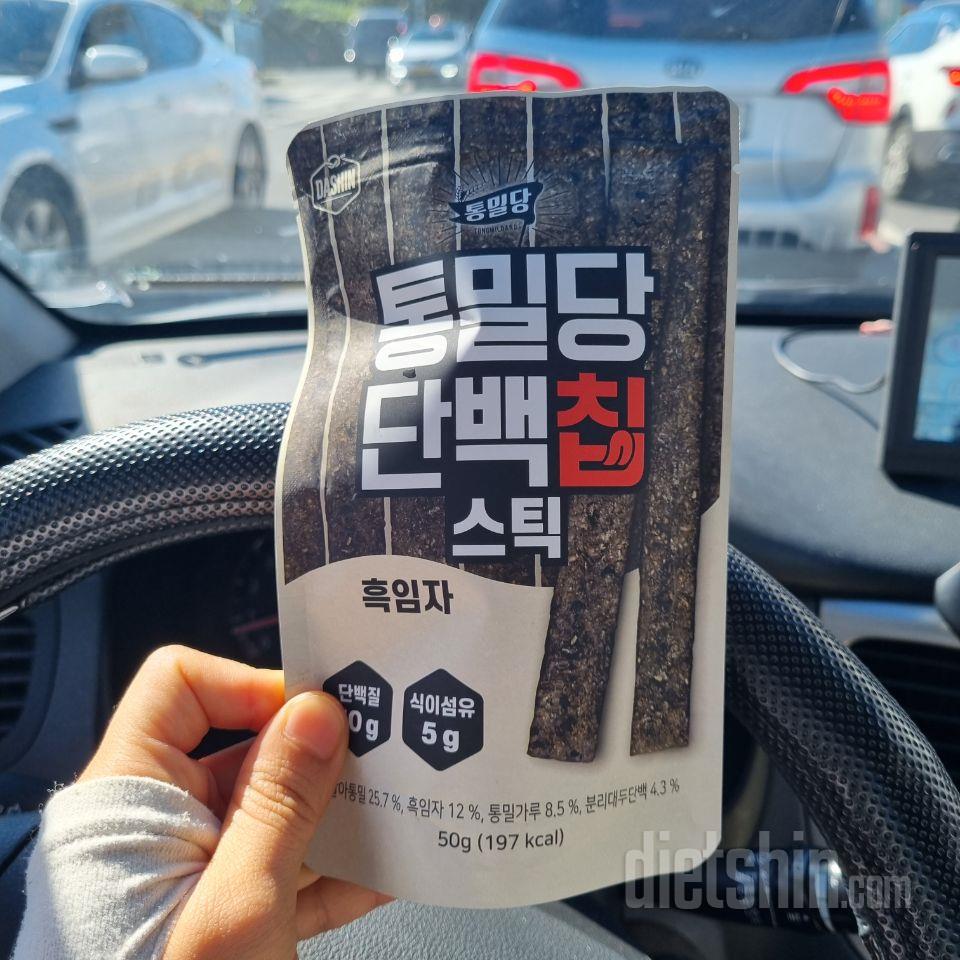 DASHIN
통밀당
TONGMILDANG
통밀당
단백칩
스틱
흑임자
단백질
0g
식이섬유
5g
통밀 25.7 %, 흑임자 12 %, 통밀가루 8.5 %, 분리대두단백 4.3 %
50g (197 kcal)
dietshin.com